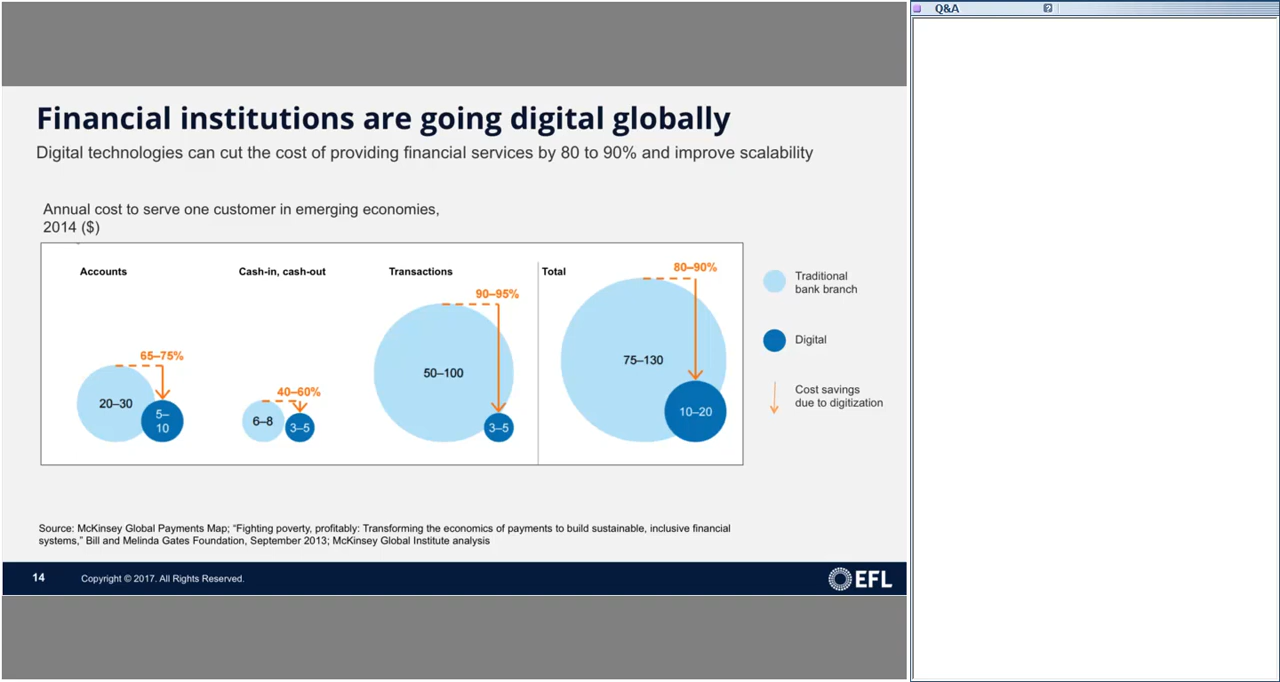 Q&A
?
Financial institutions are going digital globally
Digital technologies can cut the cost of providing financial services by 80 to 90% and improve scalability
Annual cost to serve one customer in emerging economies,
2014 ($)
Accounts
65–75%
20–30
5–
10
Cash-in, cash-out
40–60%
6–8
3–5
Transactions
90–95%
50–100
3–5
Total
80–90%
75–130
10–20
Traditional
bank branch
Digital
Cost savings
due to digitization
Source: McKinsey Global Payments Map; “Fighting poverty, profitably: Transforming the economics of payments to build sustainable, inclusive financial
systems,” Bill and Melinda Gates Foundation, September 2013; McKinsey Global Institute analysis
14
Copyright © 2017. All Rights Reserved.
EFL